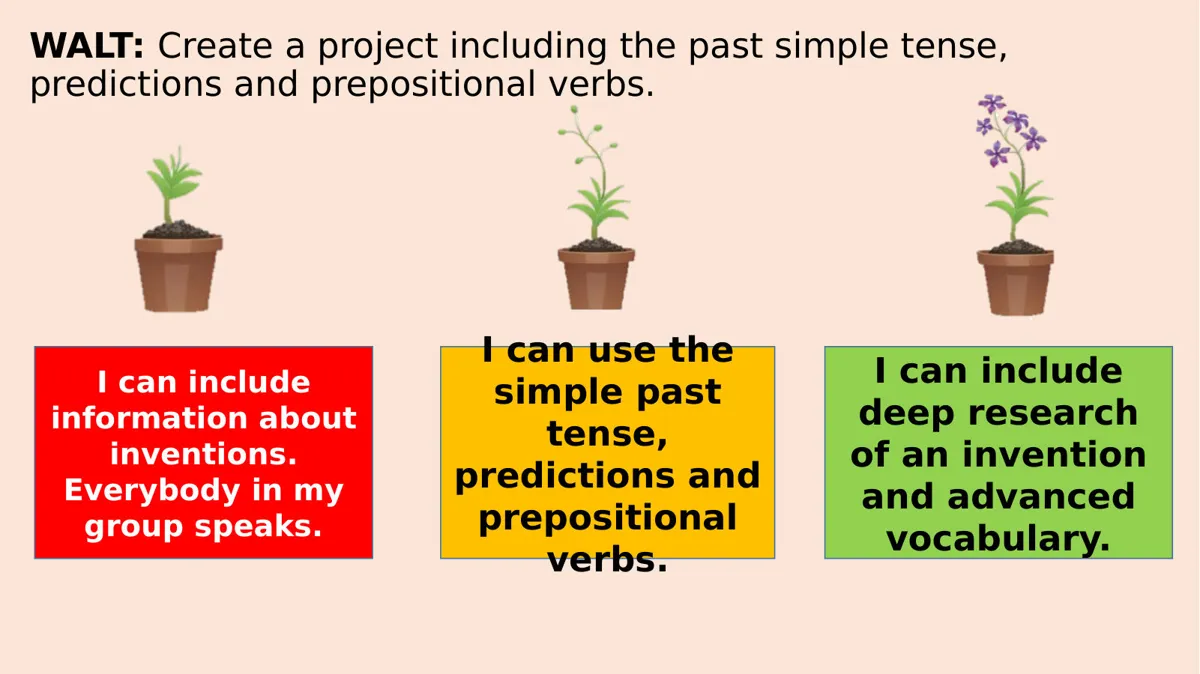 WALT: Create a project including the past simple tense,
predictions and prepositional verbs.
I can include
information about
inventions.
Everybody in my
group speaks.
I can use the
simple past
tense,
predictions and
prepositional
verbs.
I can include
deep research
of an invention
and advanced
vocabulary.